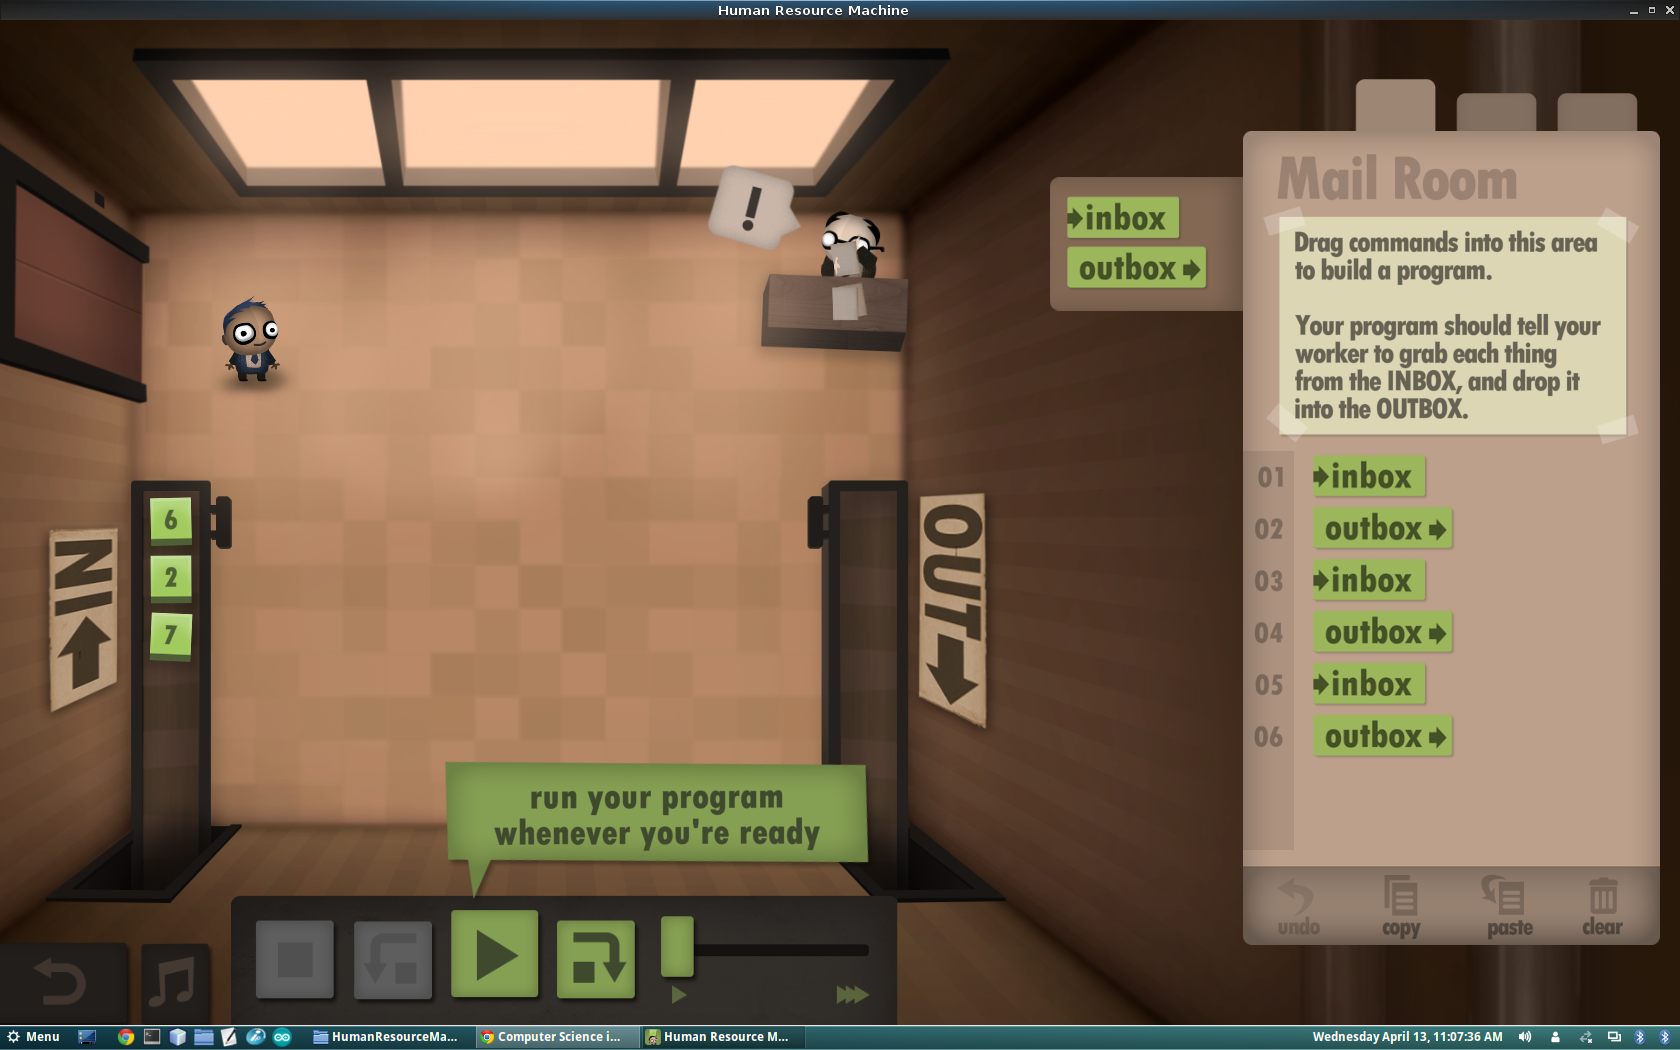 Human Resource Machine
!
inbox
outbox
Mail Room
Drag commands into this area
to build a program.
Your program should tell your
worker to grab each thing
from the INBOX, and drop it
into the OUTBOX.
01 inbox
02 outbox
03 inbox
04 outbox
05 inbox
06 outbox
undo copy paste clear
IN
6
2
7
OUT
run your program
whenever you're ready
Menu HumanResourceMa... Computer Science i... Human Resource M... Wednesday April 13, 11:07:36 AM